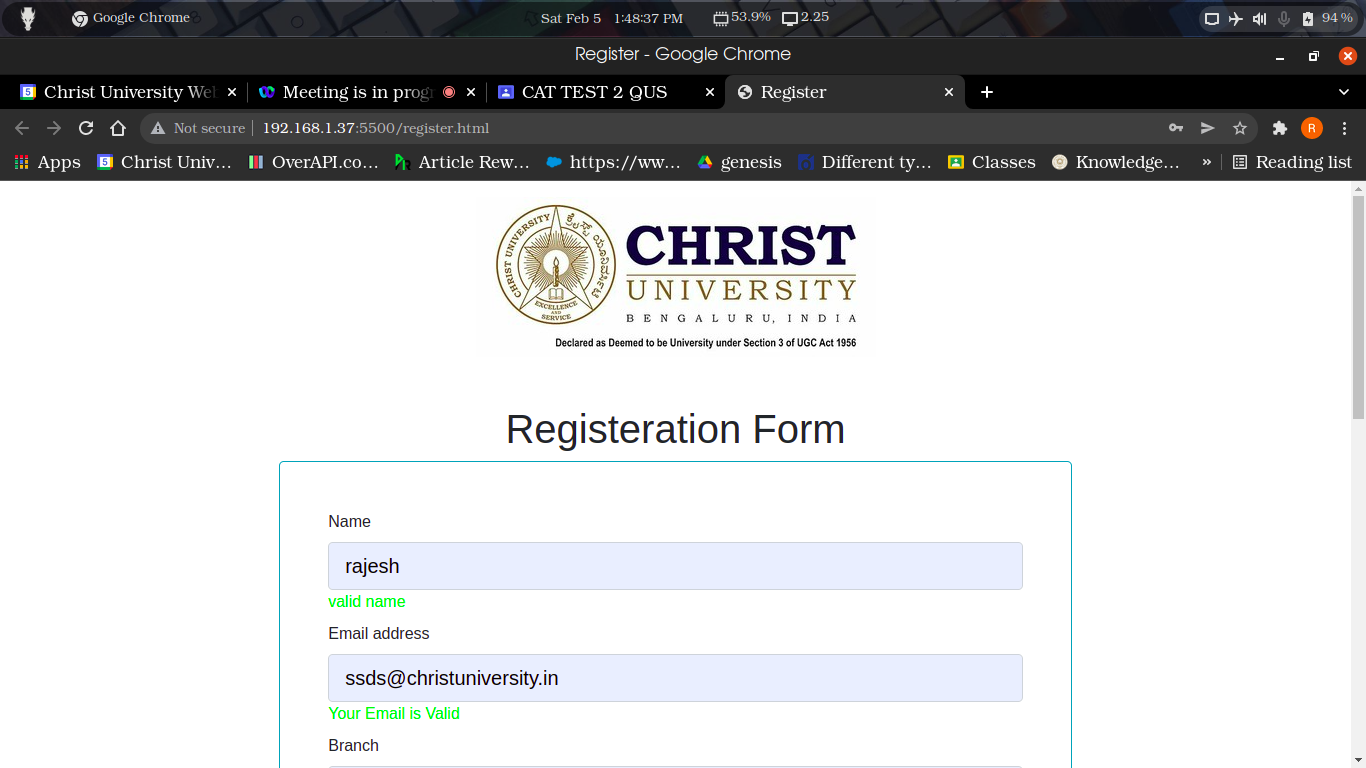 Google Chrome
Sat Feb 5 1:48:37 PM
53.9%
2.25
94 %
Register - Google Chrome
Christ University We
Meeting is in prog
CAT TEST 2 QUS
Register
Not secure
192.168.1.37:5500/register.html
R
Apps
5
Christ Univ...
OverAPI.co...
Article Rew...
https://ww...
genesis
Different ty...
Classes
Knowledge...
»
Reading list
CHRIST UNIVERSITY
EXCELLENCE
AND
SERVICE
CHRIST
UNIVERSITY
BENGALURU, INDIA
Declared as Deemed to be University under Section 3 of UGC Act 1956
Registeration Form
Name
rajesh
valid name
Email address
ssds@christuniversity.in
Your Email is Valid
Branch